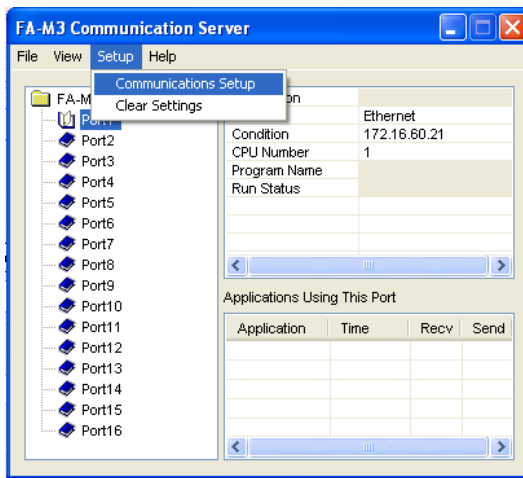 FA-M3 Communication Server
File View Setup Help
Communications Setup
Clear Settings
FA-M
Port1
Port2
Port3
Port4
Port5
Port6
Port7
Port8
Port9
Port10
Port11
Port12
Port13
Port14
Port15
Port16
on
Ethernet
Condition 172.16.60.21
CPU Number 1
Program Name
Run Status
Applications Using This Port
Application Time Recv Send